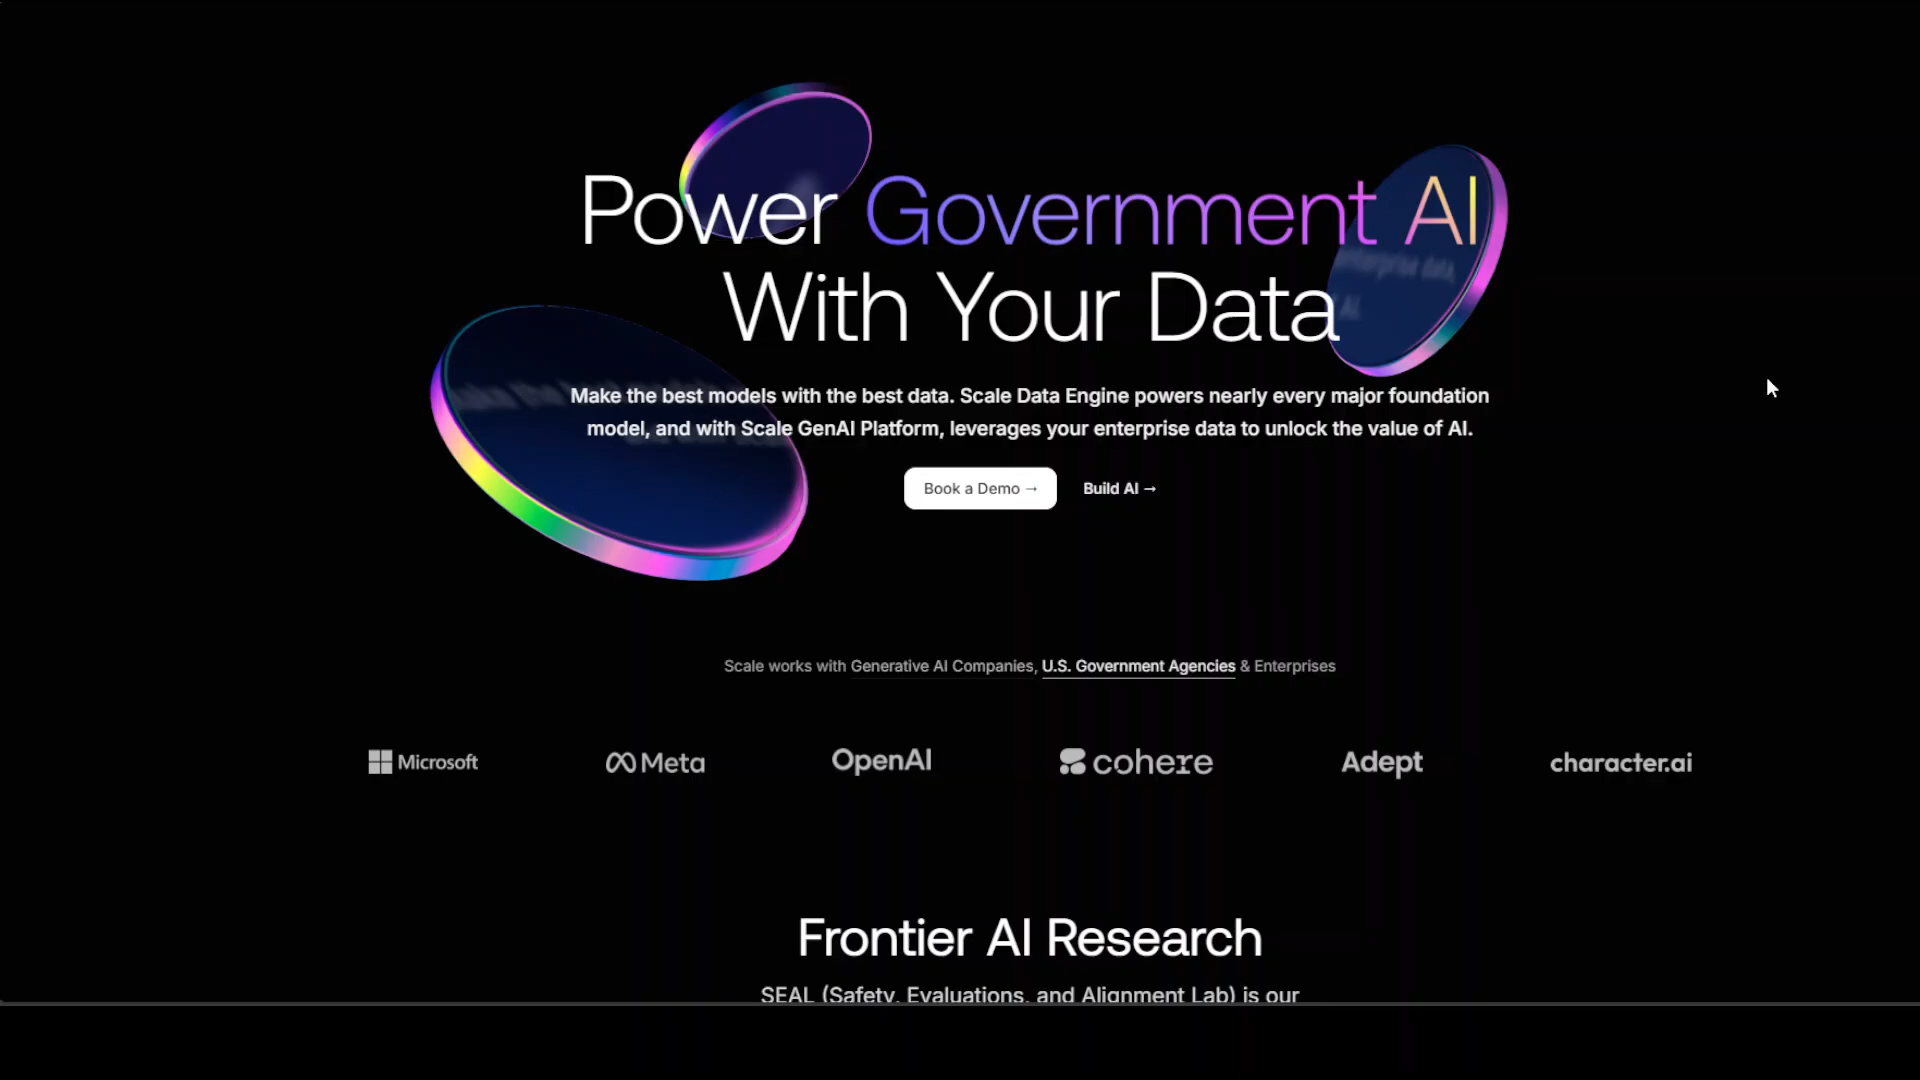 Power Government AI
With Your Data
Make the best models with the best data. Scale Data Engine powers nearly every major foundation
model, and with Scale GenAI Platform, leverages your enterprise data to unlock the value of AI.
Book a Demo → Build AI →
Scale works with Generative AI Companies, U.S. Government Agencies & Enterprises
Microsoft Meta OpenAI cohere Adept character.ai
Frontier AI Research
SEAL (Safety, Evaluations, and Alignment Lab) is our